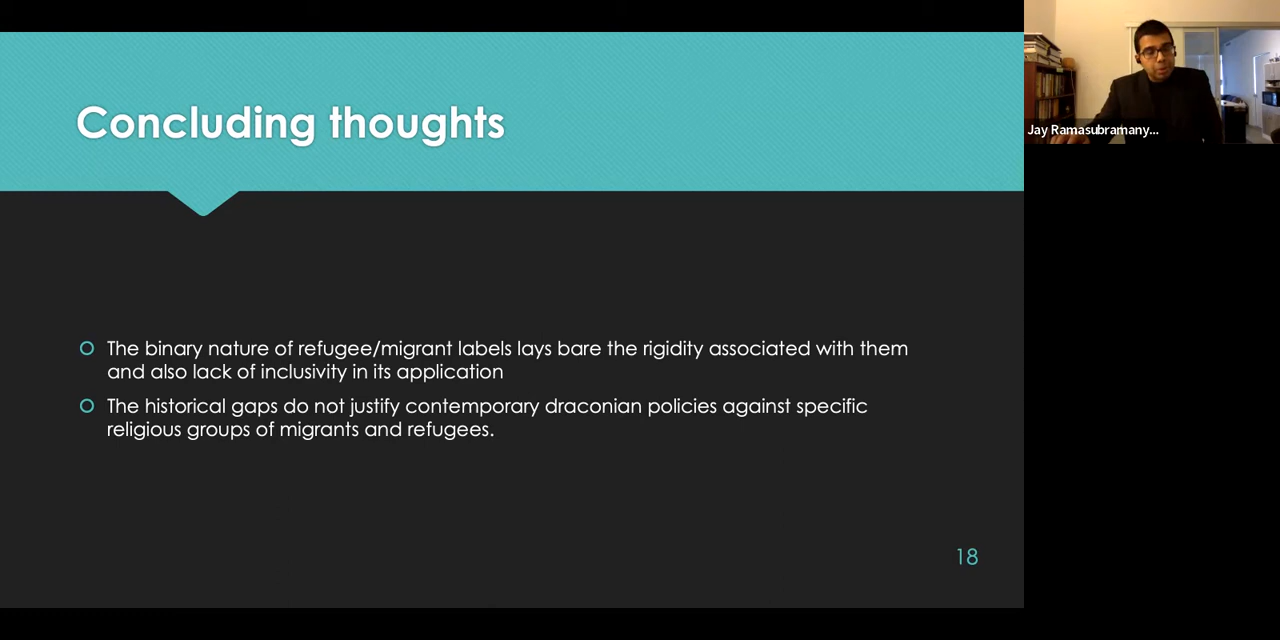 Concluding thoughts
Jay Ramasubramany...
The binary nature of refugee/migrant labels lays bare the rigidity associated with them
and also lack of inclusivity in its application
The historical gaps do not justify contemporary draconian policies against specific
religious groups of migrants and refugees.
18